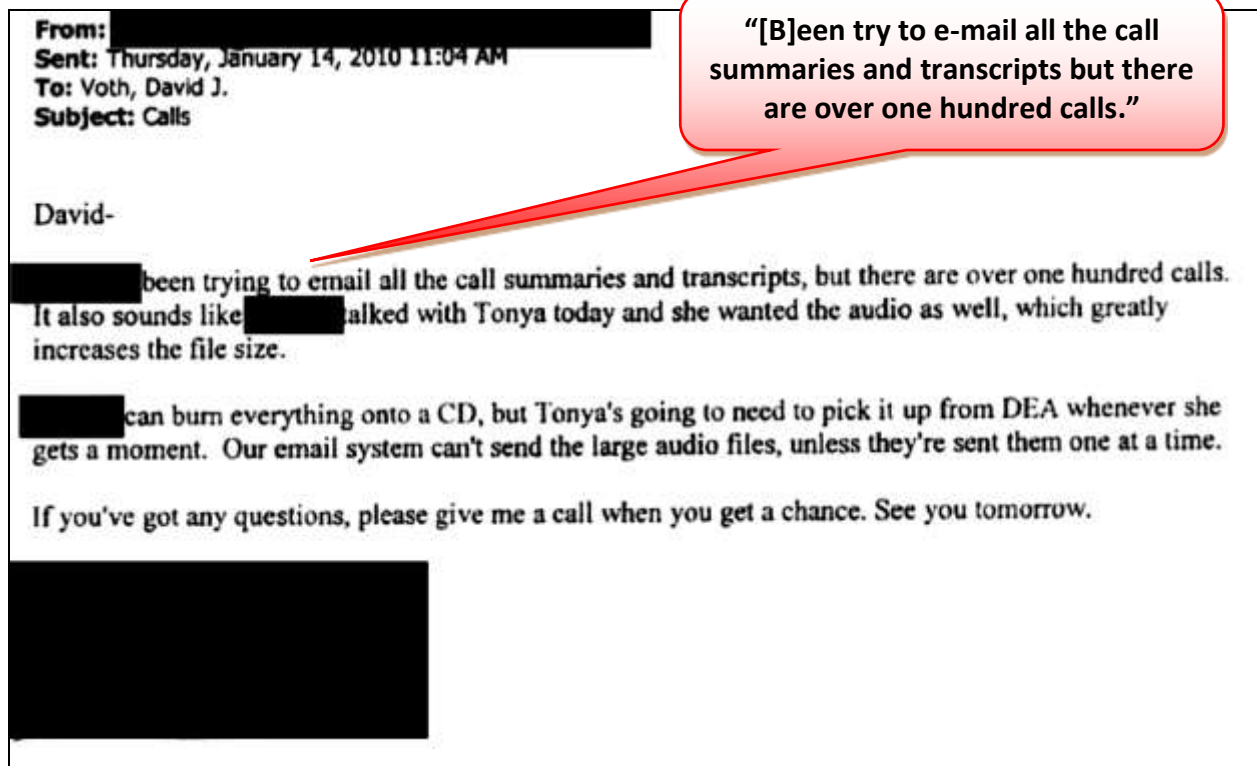 From:
Sent: Thursday, January 14, 2010 11:04 AM
To: Voth, David J.
Subject: Calls
“[B]een try to e-mail all the call
summaries and transcripts but there
are over one hundred calls.”
David-
been trying to email all the call summaries and transcripts, but there are over one hundred calls.
It also sounds like alked with Tonya today and she wanted the audio as well, which greatly
increases the file size.
can burn everything onto a CD, but Tonya's going to need to pick it up from DEA whenever she
gets a moment. Our email system can't send the large audio files, unless they're sent them one at a time.
If you've got any questions, please give me a call when you get a chance. See you tomorrow.